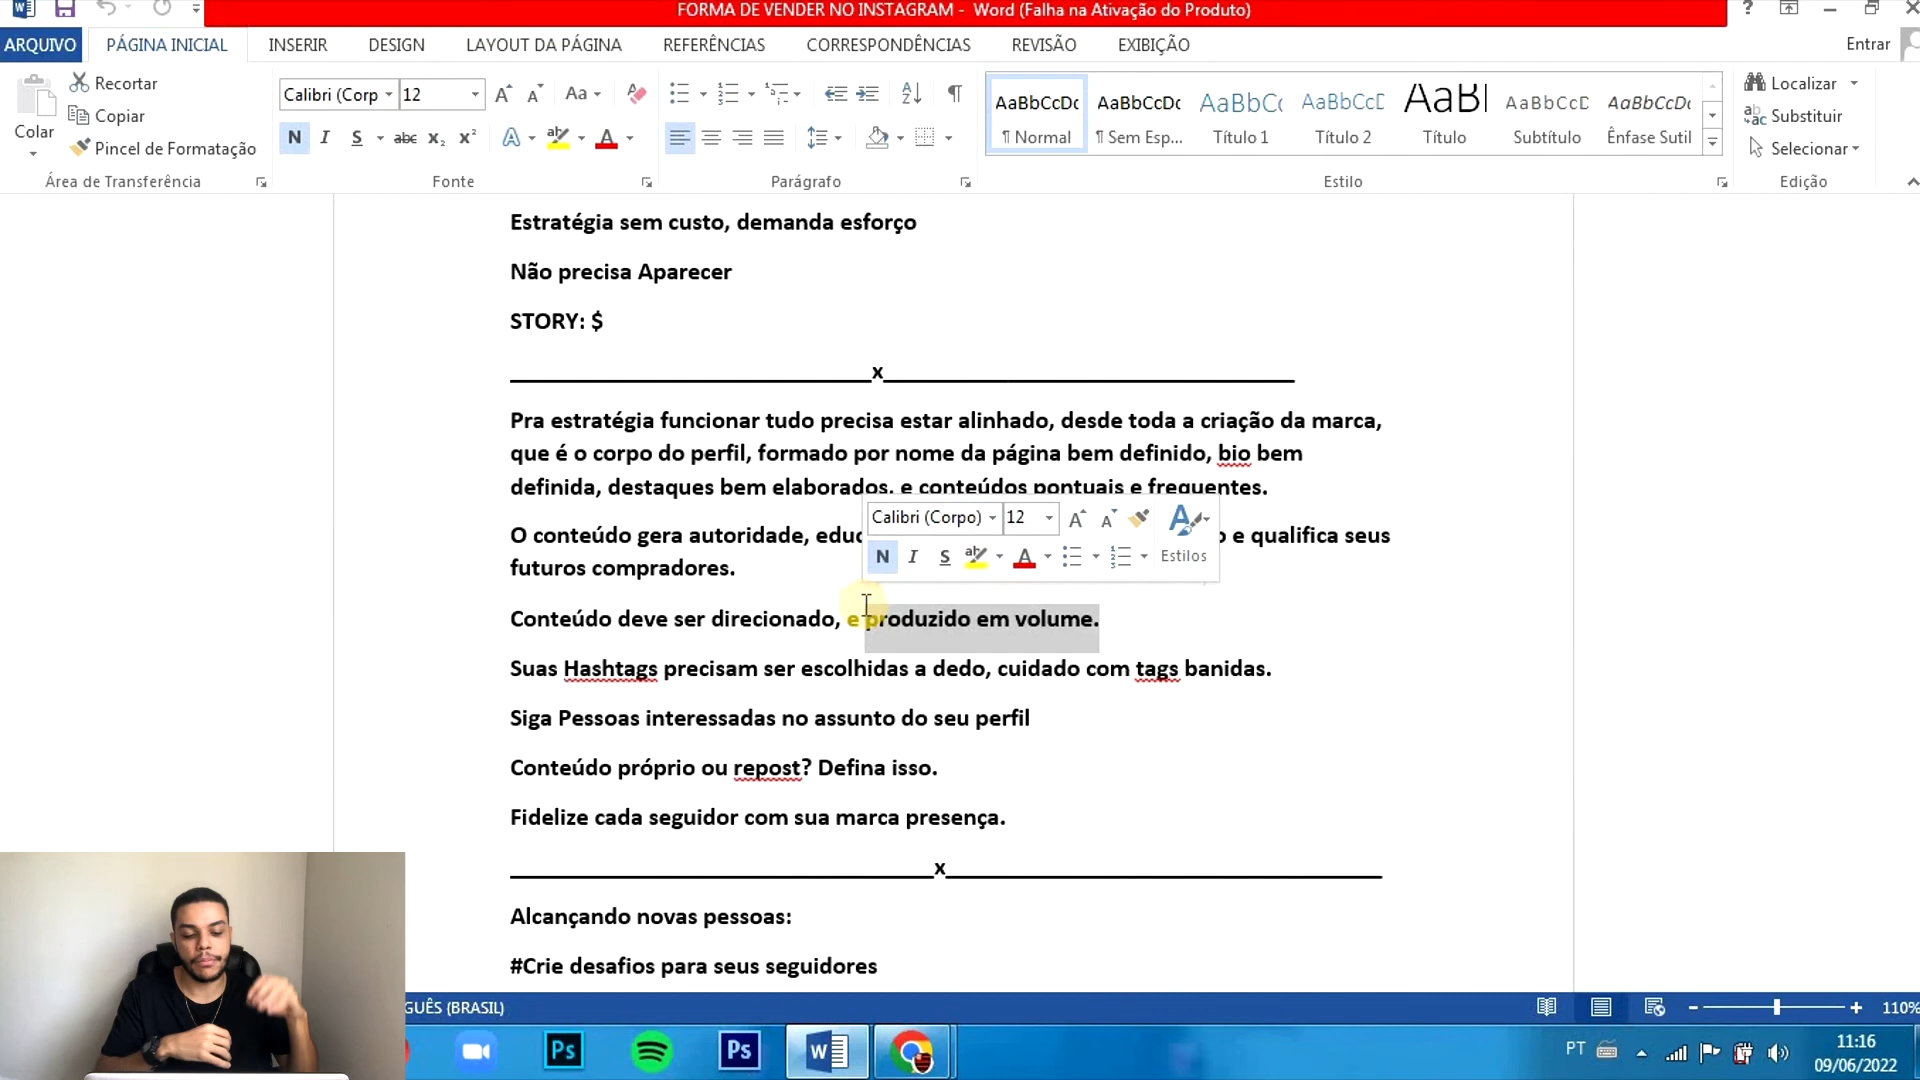 FORMA DE VENDER NO INSTAGRAM - Word (Falha na Ativação do Produto)
ARQUIVO PÁGINA INICIAL INSERIR DESIGN LAYOUT DA PÁGINA REFERÊNCIAS CORRESPONDÊNCIAS REVISÃO EXIBIÇÃO Entrar
Colar
Recortar
Copiar
Pincel de Formatação
Área de Transferência
Calibri (Corp 12
Fonte
Parágrafo
AaBbCcDc AaBbCcDc AaBbC( AaBbCcD AaB AaBbCcD AaBbCcDc
¶ Normal ¶ Sem Esp... Título 1 Título 2 Título Subtítulo Ênfase Sutil
Estilo
Localizar
Substituir
Selecionar
Edição
Estratégia sem custo, demanda esforço
Não precisa Aparecer
STORY: $
x
Pra estratégia funcionar tudo precisa estar alinhado, desde toda a criação da marca,
que é o corpo do perfil, formado por nome da página bem definido, bio bem
definida, destaques bem elaborados, e conteúdos pontuais e frequentes.
O conteúdo gera autoridade, educ o e qualifica seus
futuros compradores.
Calibri (Corpo) 12
N I S Estilos
Conteúdo deve ser direcionado, e produzido em volume.
Suas Hashtags precisam ser escolhidas a dedo, cuidado com tags banidas.
Siga Pessoas interessadas no assunto do seu perfil
Conteúdo próprio ou repost? Defina isso.
Fidelize cada seguidor com sua marca presença.
x
Alcançando novas pessoas:
#Crie desafios para seus seguidores
GUÊS (BRASIL)
110%
Ps Ps
PT
11:16
09/06/2022